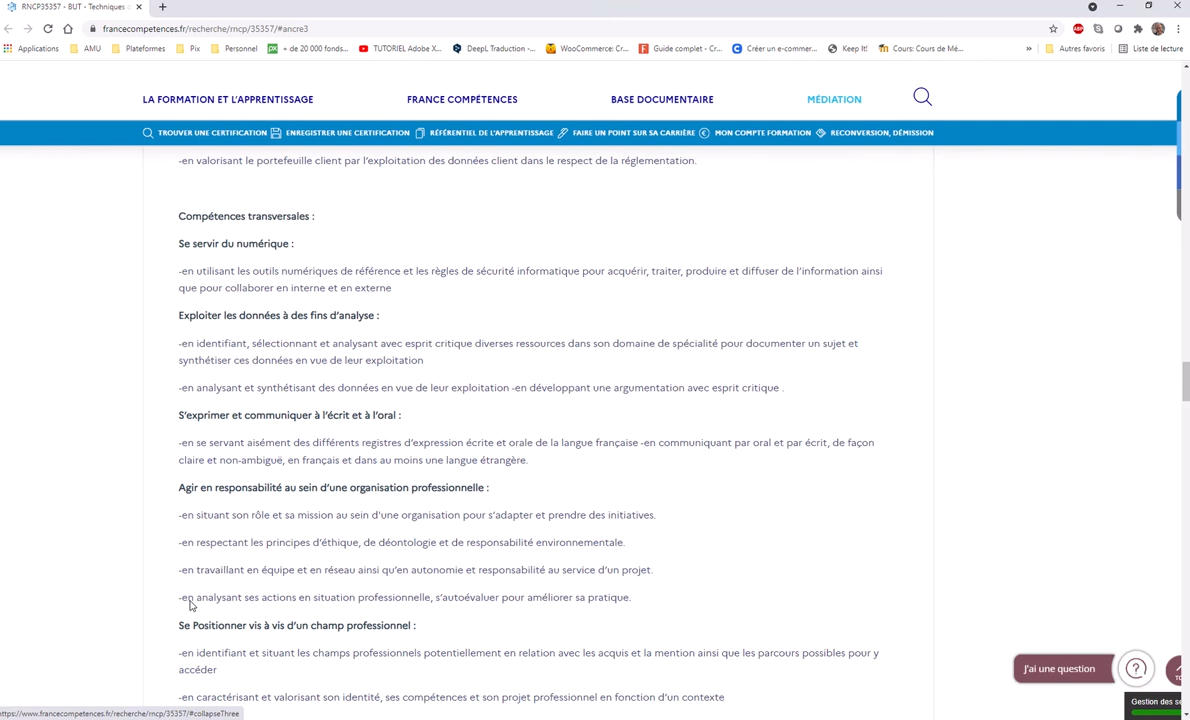 RNCP35357 - BUT - Techniques d
francecompetences.fr/recherche/rncp/35357/#ancre3
Applications AMU Plateformes Pix Personnel + de 20 000 fonds... TUTORIEL Adobe X... DeepL Traduction -... WooCommerce: Cr... Guide complet - Cr... Créer un e-commer... Keep It! Cours: Cours de Mé... » Autres favoris Liste de lecture
LA FORMATION ET L'APPRENTISSAGE FRANCE COMPÉTENCES BASE DOCUMENTAIRE MÉDIATION
TROUVER UNE CERTIFICATION ENREGISTRER UNE CERTIFICATION RÉFÉRENTIEL DE L'APPRENTISSAGE FAIRE UN POINT SUR SA CARRIÈRE MON COMPTE FORMATION RECONVERSION, DÉMISSION
-en valorisant le portefeuille client par l'exploitation des données client dans le respect de la réglementation.
Compétences transversales :
Se servir du numérique :
-en utilisant les outils numériques de référence et les règles de sécurité informatique pour acquérir, traiter, produire et diffuser de l'information ainsi
que pour collaborer en interne et en externe
Exploiter les données à des fins d'analyse :
-en identifiant, sélectionnant et analysant avec esprit critique diverses ressources dans son domaine de spécialité pour documenter un sujet et
synthétiser ces données en vue de leur exploitation
-en analysant et synthétisant des données en vue de leur exploitation -en développant une argumentation avec esprit critique .
S'exprimer et communiquer à l'écrit et à l'oral :
-en se servant aisément des différents registres d'expression écrite et orale de la langue française -en communiquant par oral et par écrit, de façon
claire et non-ambiguë, en français et dans au moins une langue étrangère.
Agir en responsabilité au sein d'une organisation professionnelle :
-en situant son rôle et sa mission au sein d'une organisation pour s'adapter et prendre des initiatives.
-en respectant les principes d'éthique, de déontologie et de responsabilité environnementale.
-en travaillant en équipe et en réseau ainsi qu'en autonomie et responsabilité au service d'un projet.
-en analysant ses actions en situation professionnelle, s'autoévaluer pour améliorer sa pratique.
Se Positionner vis à vis d'un champ professionnel :
-en identifiant et situant les champs professionnels potentiellement en relation avec les acquis et la mention ainsi que les parcours possibles pour y
accéder
J'ai une question
-en caractérisant et valorisant son identité, ses compétences et son projet professionnel en fonction d'un contexte
Gestion des se
https://www.francecompetences.fr/recherche/rncp/35357/#collapseThree